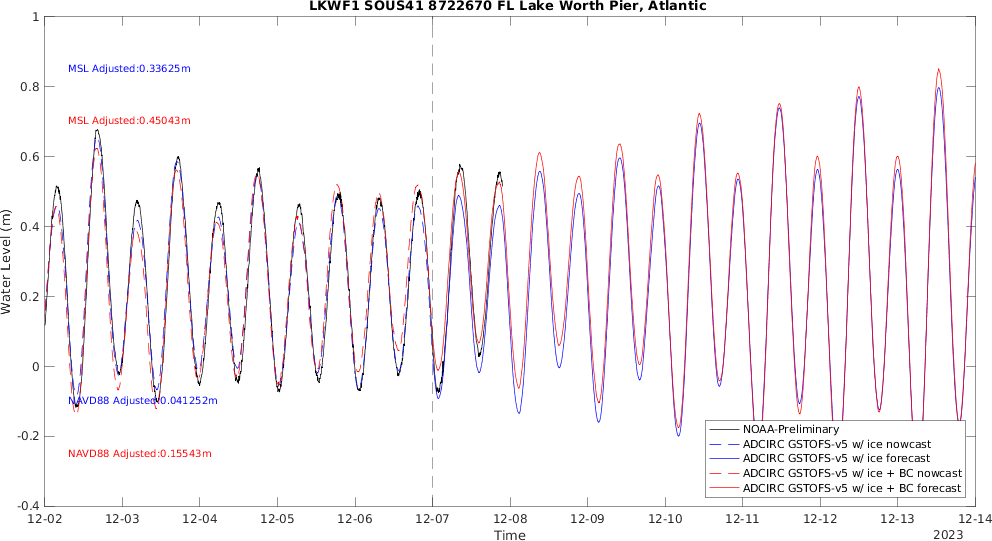 LKWF1 SOUS41 8722670 FL Lake Worth Pier, Atlantic
1
0.8
0.6
0.4
0.2
0
-0.2
-0.4
Water Level (m)
MSL Adjusted:0.33625m
MSL Adjusted:0.45043m
NAVD88 Adjusted:0.041252m
NAVD88 Adjusted:0.15543m
NOAA-Preliminary
ADCIRC GSTOFS-v5 w/ ice nowcast
ADCIRC GSTOFS-v5 w/ ice forecast
ADCIRC GSTOFS-v5 w/ ice + BC nowcast
ADCIRC GSTOFS-v5 w/ ice + BC forecast
12-02 12-03 12-04 12-05 12-06 12-07 12-08 12-09 12-10 12-11 12-12 12-13 12-14
Time
2023